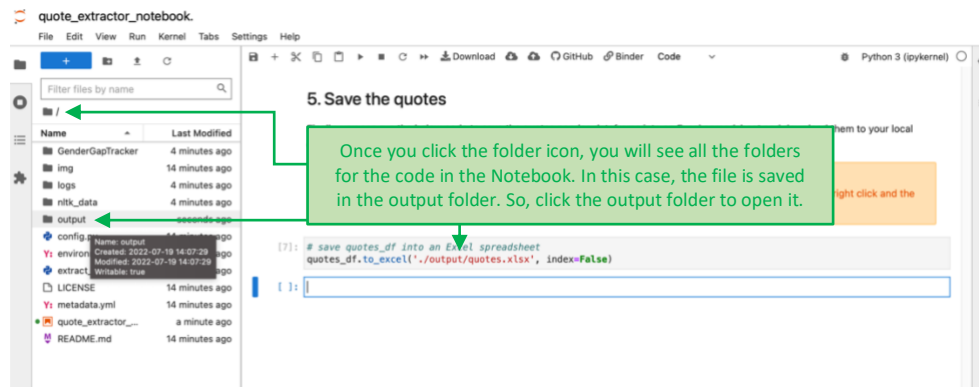 quote_extractor_notebook.
File Edit View Run Kernel Tabs Settings Help
Download GitHub Binder Code Python 3 (ipykernel)
Filter files by name
/
Name Last Modified
GenderGapTracker 4 minutes ago
img 14 minutes ago
logs 4 minutes ago
nltk_data 4 minutes ago
output seconds ago
config.p ago
Name: output
Created: 2022-07-19 14:07:29
Modified: 2022-07-19 14:07:29
Writable: true
environ ago
extract_ ago
LICENSE 14 minutes ago
metadata.yml 14 minutes ago
quote_extractor_... a minute ago
README.md 14 minutes ago
5. Save the quotes
them to your local
right click and the
Once you click the folder icon, you will see all the folders
for the code in the Notebook. In this case, the file is saved
in the output folder. So, click the output folder to open it.
[7]: # save quotes_df into an Excel spreadsheet
quotes_df.to_excel('./output/quotes.xlsx', index=False)
[ ]: